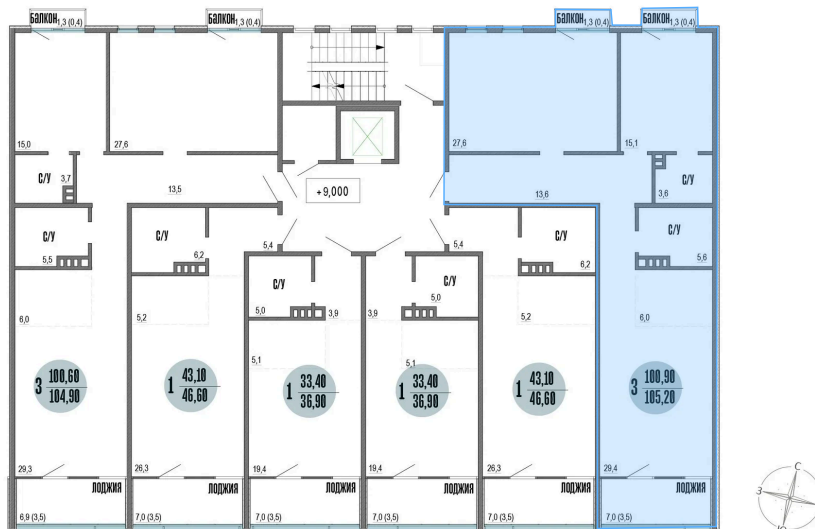 БАЛКОН 1,3 (0,4)
БАЛКОН 1,3 (0,4)
БАЛКОН 1,3 (0,4)
БАЛКОН 1,3 (0,4)
15,0
27,6
27,6
15,1
С/У
3,7
13,5
+9,000
13,6
С/У
3,6
С/У
5,5
С/У
6,2
5,4
5,4
С/У
6,2
С/У
5,6
С/У
5,0
3,9
3,9
С/У
5,0
6,0
5,2
5,1
5,1
5,2
6,0
3 100,60
104,90
1 43,10
46,60
1 33,40
36,90
1 33,40
36,90
1 43,10
46,60
3 100,90
105,20
29,3
26,3
19,4
19,4
26,3
29,4
ЛОДЖИЯ
ЛОДЖИЯ
ЛОДЖИЯ
ЛОДЖИЯ
ЛОДЖИЯ
ЛОДЖИЯ
6,9 (3,5)
7,0 (3,5)
7,0 (3,5)
7,0 (3,5)
7,0 (3,5)
7,0 (3,5)
С
З